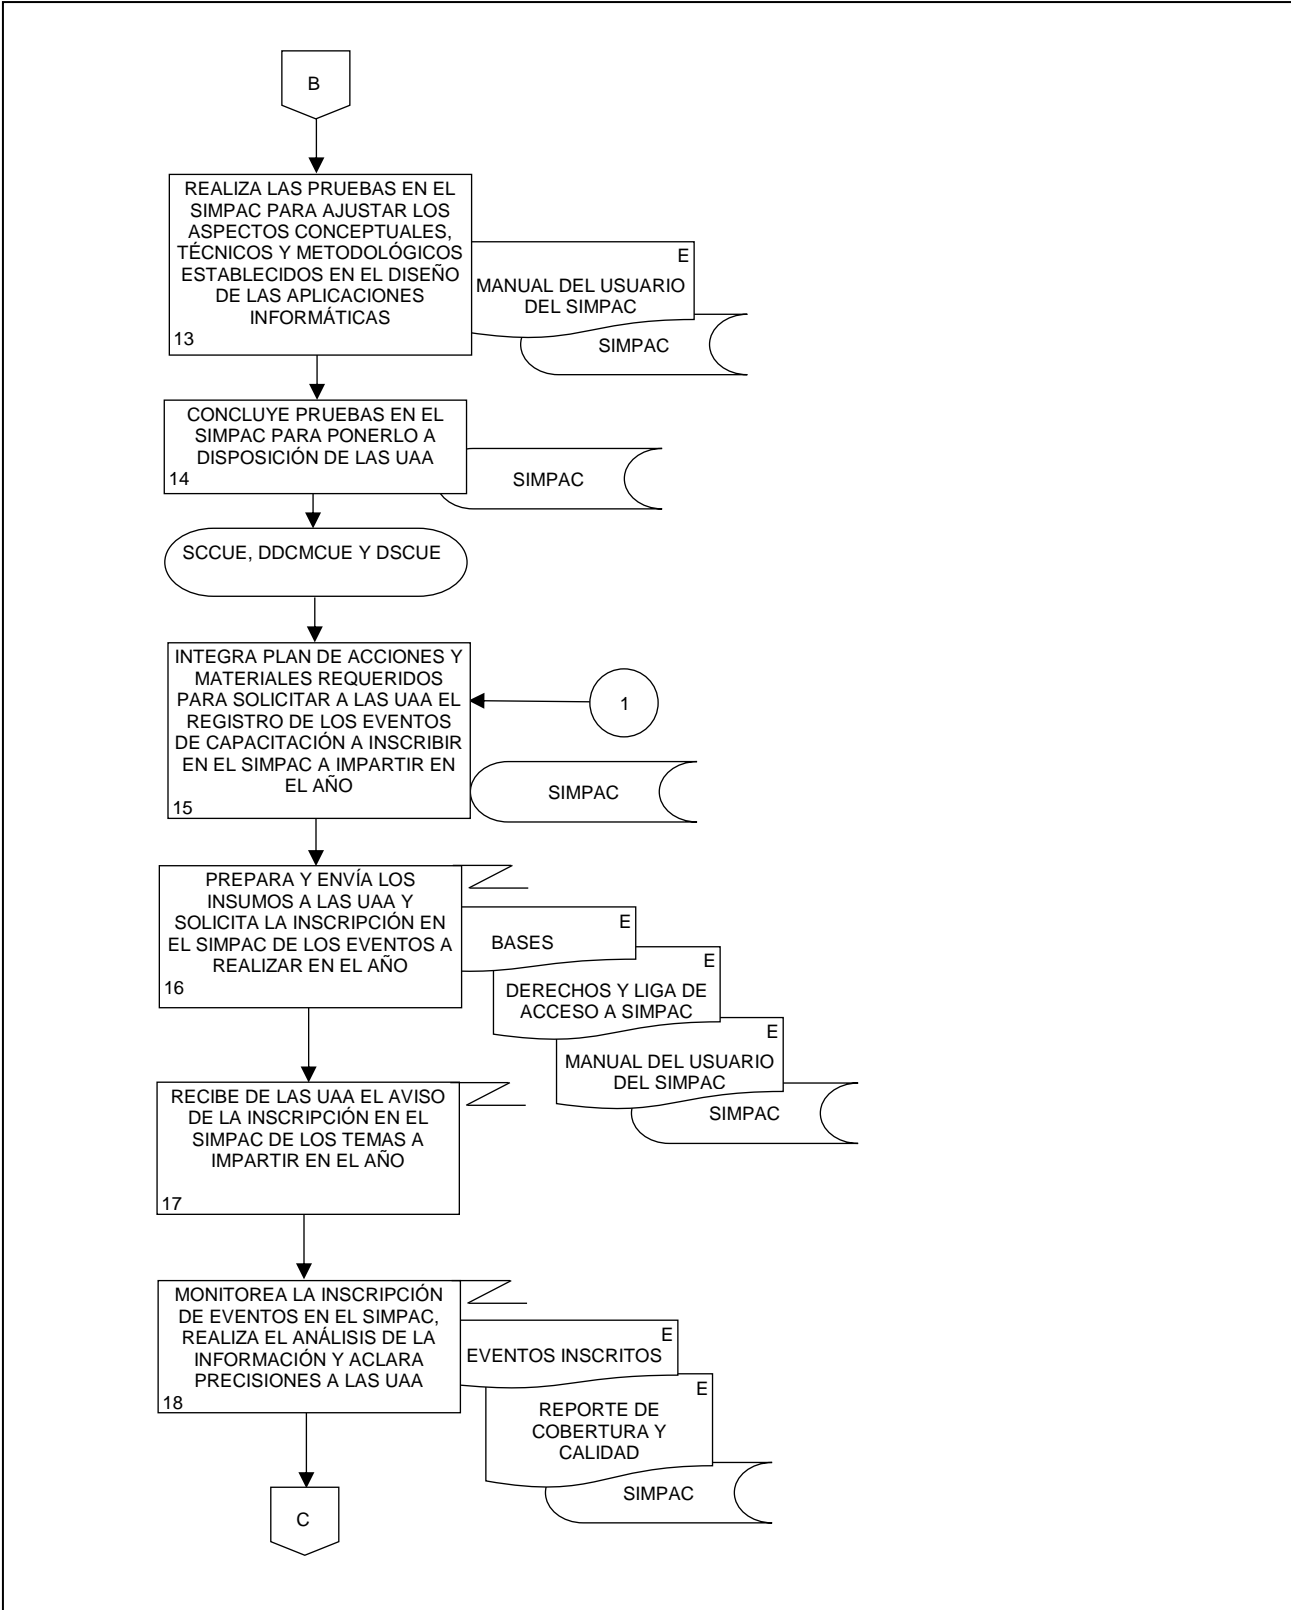 B
REALIZA LAS PRUEBAS EN EL
SIMPAC PARA AJUSTAR LOS
ASPECTOS CONCEPTUALES,
TÉCNICOS Y METODOLÓGICOS
ESTABLECIDOS EN EL DISEÑO
DE LAS APLICACIONES
INFORMÁTICAS
13
E
MANUAL DEL USUARIO
DEL SIMPAC
SIMPAC
CONCLUYE PRUEBAS EN EL
SIMPAC PARA PONERLO A
DISPOSICIÓN DE LAS UAA
14
SIMPAC
SCCUE, DDCMCUE Y DSCUE
INTEGRA PLAN DE ACCIONES Y
MATERIALES REQUERIDOS
PARA SOLICITAR A LAS UAA EL
REGISTRO DE LOS EVENTOS
DE CAPACITACIÓN A INSCRIBIR
EN EL SIMPAC A IMPARTIR EN
EL AÑO
15
1
SIMPAC
PREPARA Y ENVÍA LOS
INSUMOS A LAS UAA Y
SOLICITA LA INSCRIPCIÓN EN
EL SIMPAC DE LOS EVENTOS A
REALIZAR EN EL AÑO
16
E
BASES
E
DERECHOS Y LIGA DE
ACCESO A SIMPAC
E
MANUAL DEL USUARIO
DEL SIMPAC
SIMPAC
RECIBE DE LAS UAA EL AVISO
DE LA INSCRIPCIÓN EN EL
SIMPAC DE LOS TEMAS A
IMPARTIR EN EL AÑO
17
MONITOREA LA INSCRIPCIÓN
DE EVENTOS EN EL SIMPAC,
REALIZA EL ANÁLISIS DE LA
INFORMACIÓN Y ACLARA
PRECISIONES A LAS UAA
18
E
EVENTOS INSCRITOS
E
REPORTE DE
COBERTURA Y
CALIDAD
SIMPAC
C